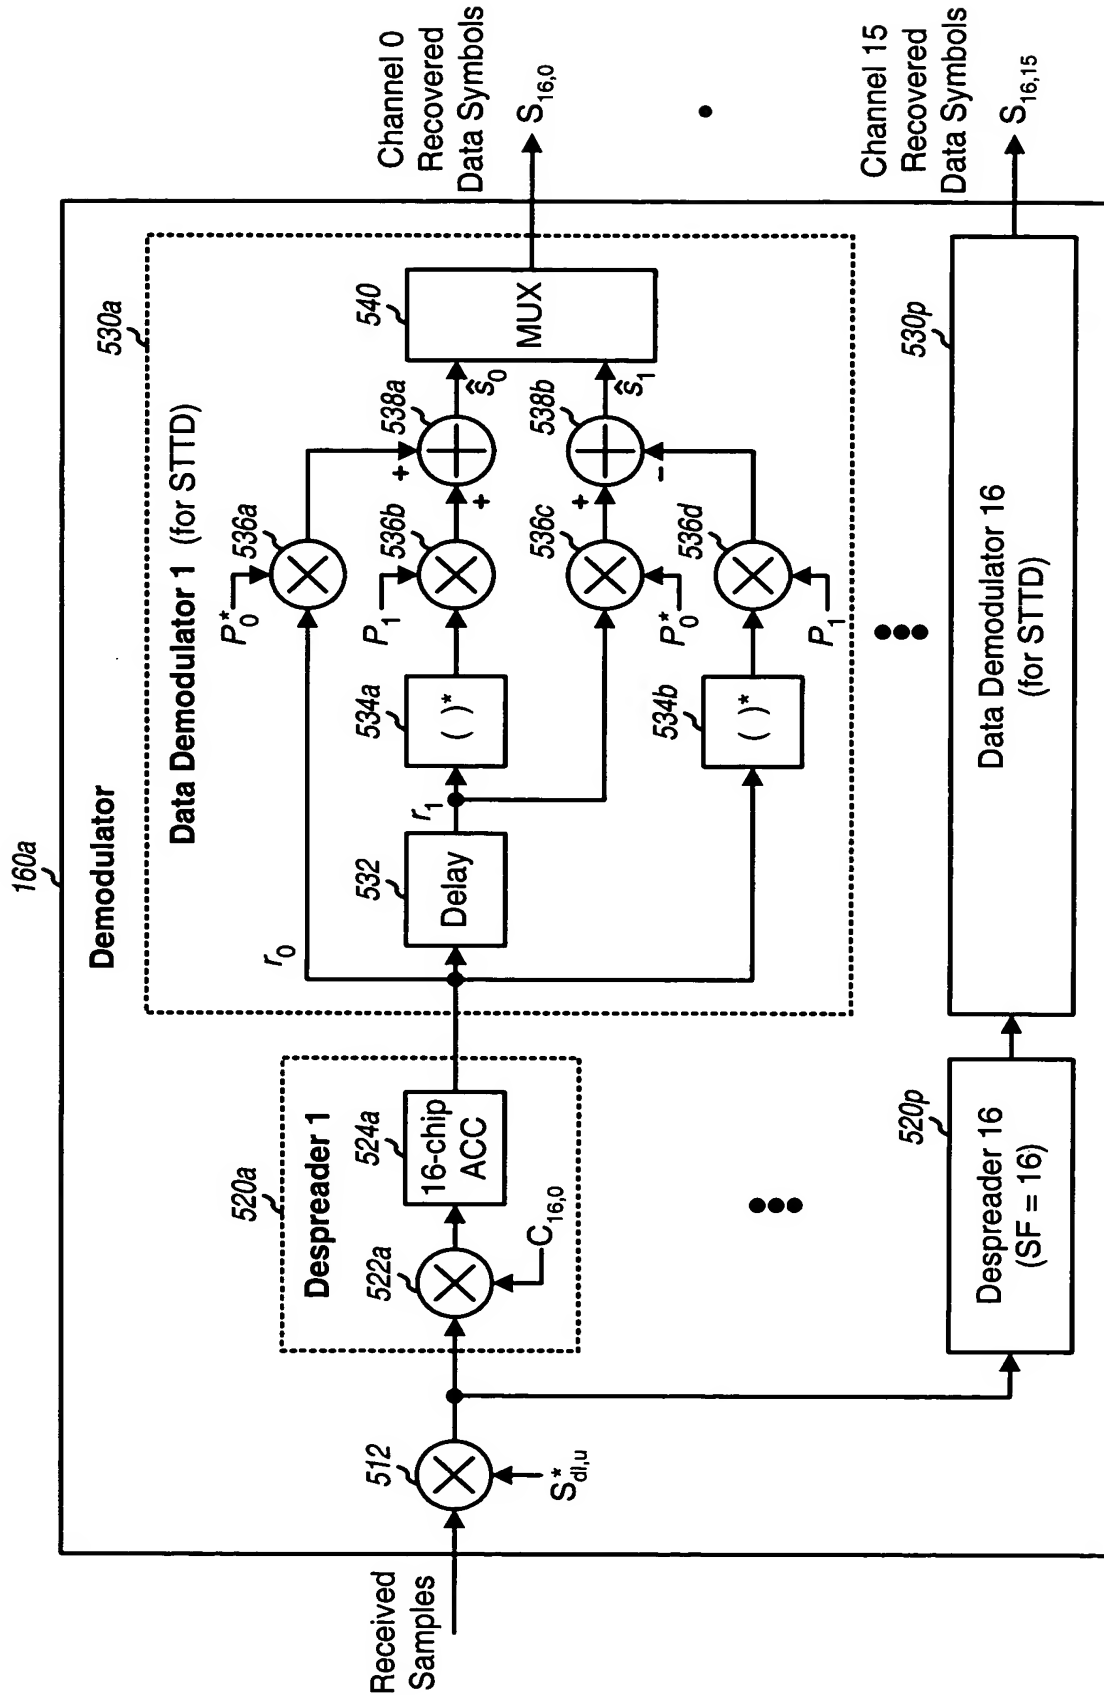 160a
Demodulator
530a
Data Demodulator 1 (for STTD)
520a
Despreader 1
Received
Samples
512
S*dl,u
522a
C16,0
524a
16-chip
ACC
r0
532
Delay
r1
534a
( )*
534b
( )*
P0*
536a
P1
536b
536c
P0*
536d
P1
+
+
538a
+
-
538b
ŝ0
ŝ1
540
MUX
Channel 0
Recovered
Data Symbols
S16,0
520p
Despreader 16
(SF = 16)
530p
Data Demodulator 16
(for STTD)
Channel 15
Recovered
Data Symbols
S16,15